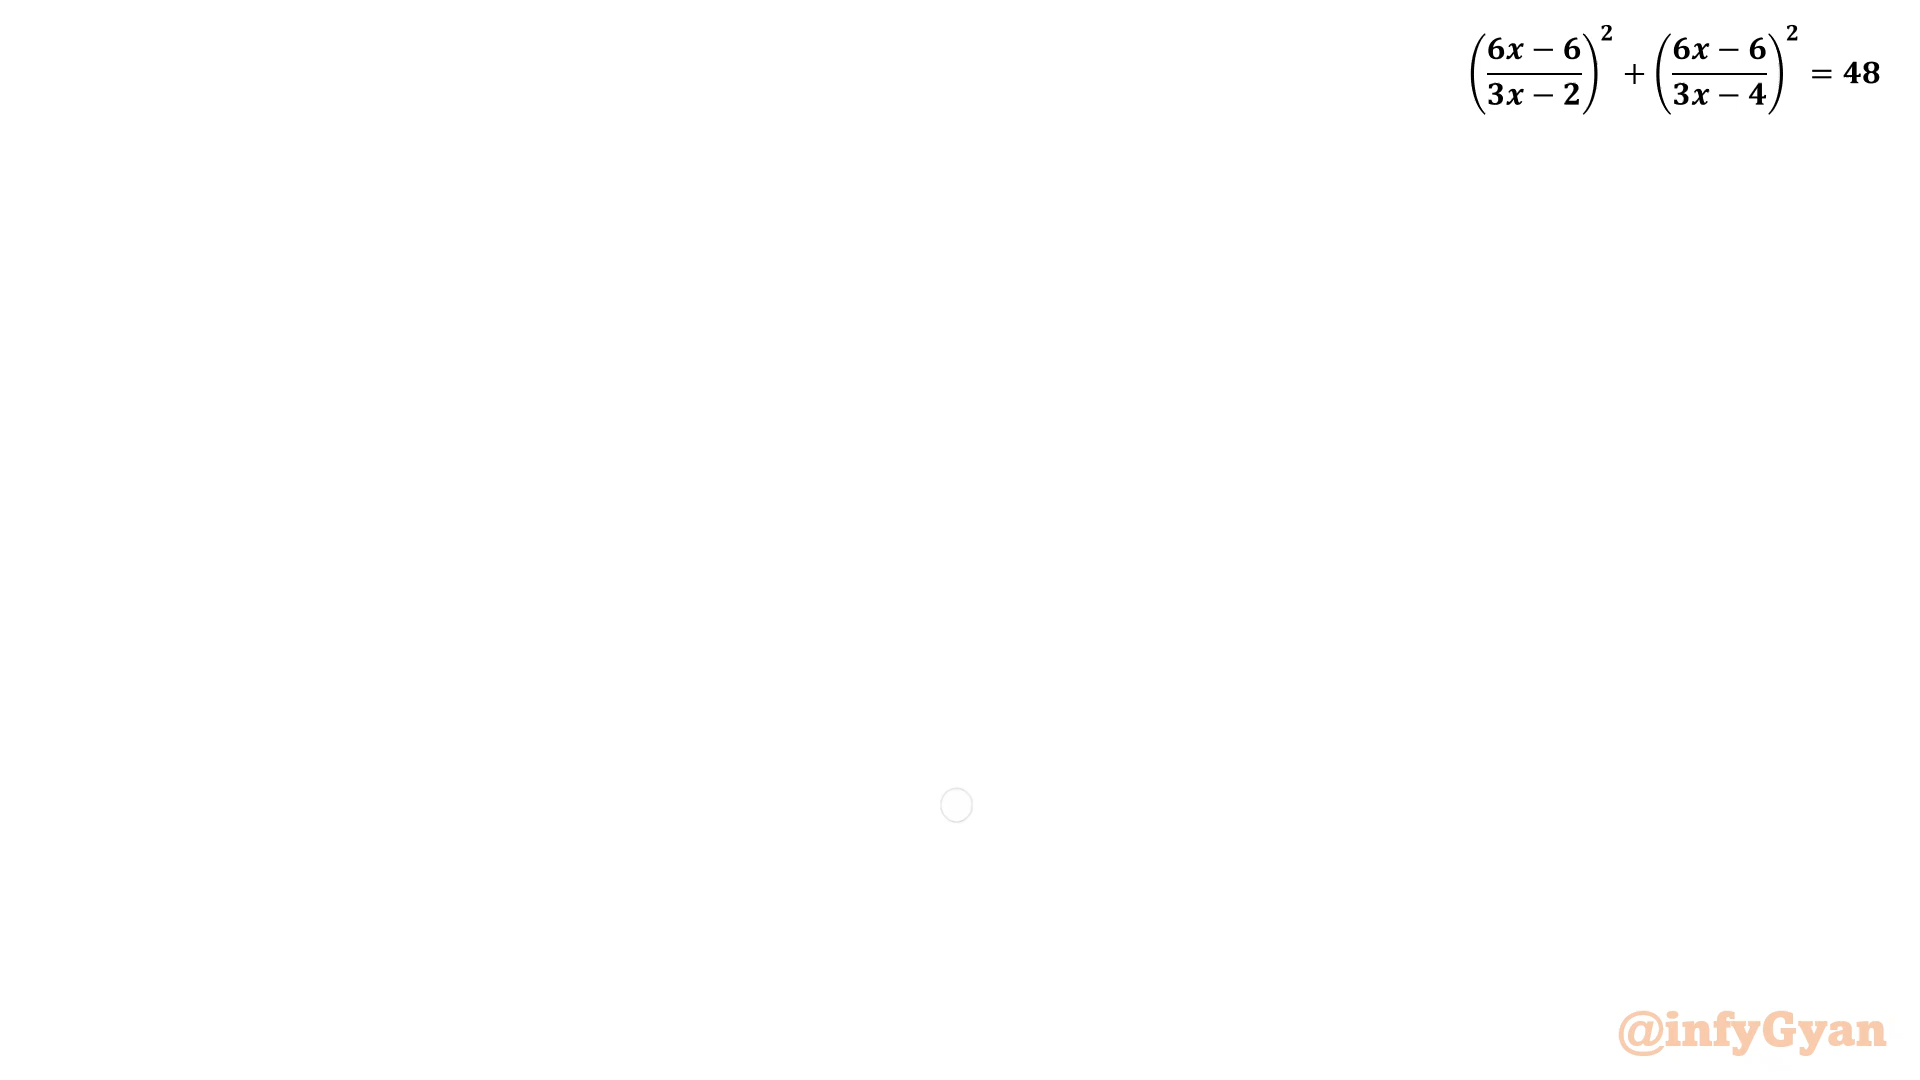 (6x − 6 / 3x − 2)² + (6x − 6 / 3x − 4)² = 48
@infyGyan